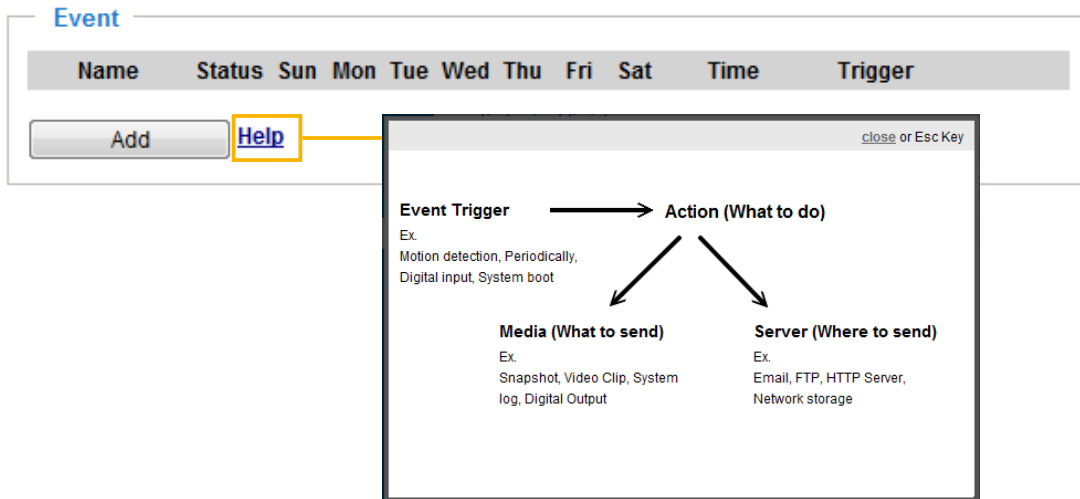 Event
Name Status Sun Mon Tue Wed Thu Fri Sat Time Trigger
Add Help
close or Esc Key
Event Trigger Action (What to do)
Ex.
Motion detection, Periodically,
Digital input, System boot
Media (What to send)
Ex.
Snapshot, Video Clip, System
log, Digital Output
Server (Where to send)
Ex.
Email, FTP, HTTP Server,
Network storage